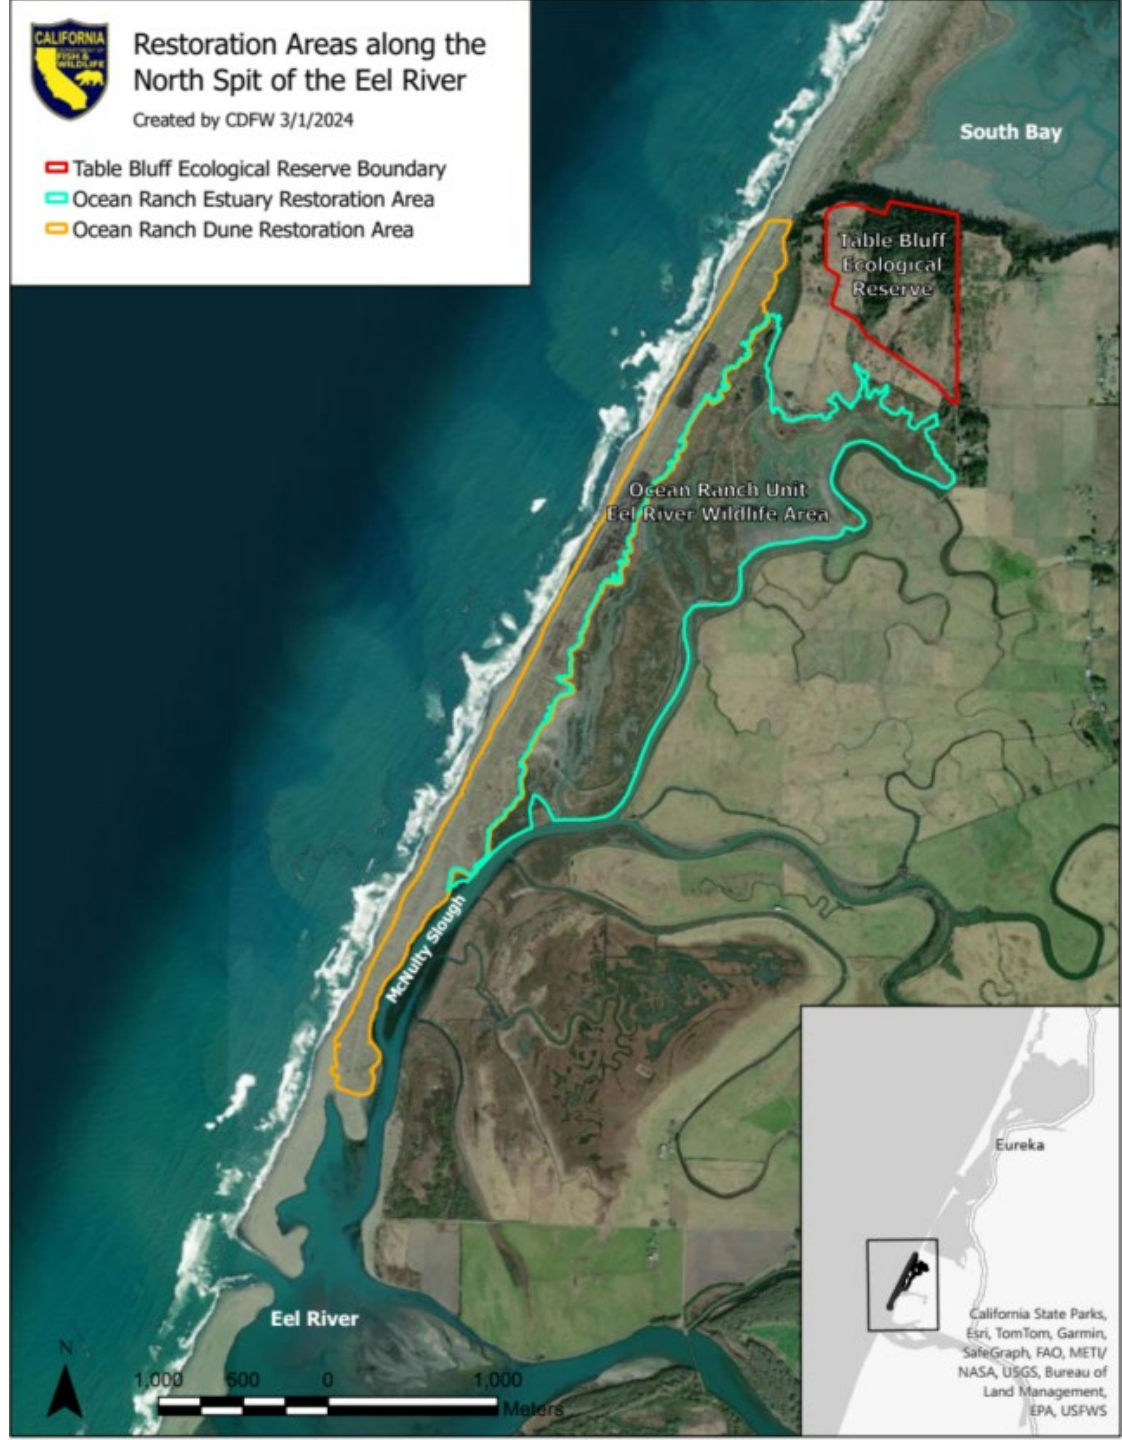 CALIFORNIA
DEPARTMENT OF
FISH &
WILDLIFE
Restoration Areas along the
North Spit of the Eel River
Created by CDFW 3/1/2024
Table Bluff Ecological Reserve Boundary
Ocean Ranch Estuary Restoration Area
Ocean Ranch Dune Restoration Area
South Bay
Table Bluff
Ecological
Reserve
Ocean Ranch Unit
Eel River Wildlife Area
McNulty Slough
Eel River
N
1,000 500 0 1,000
Meters
Eureka
California State Parks,
Esri, TomTom, Garmin,
SafeGraph, FAO, METI/
NASA, USGS, Bureau of
Land Management,
EPA, USFWS